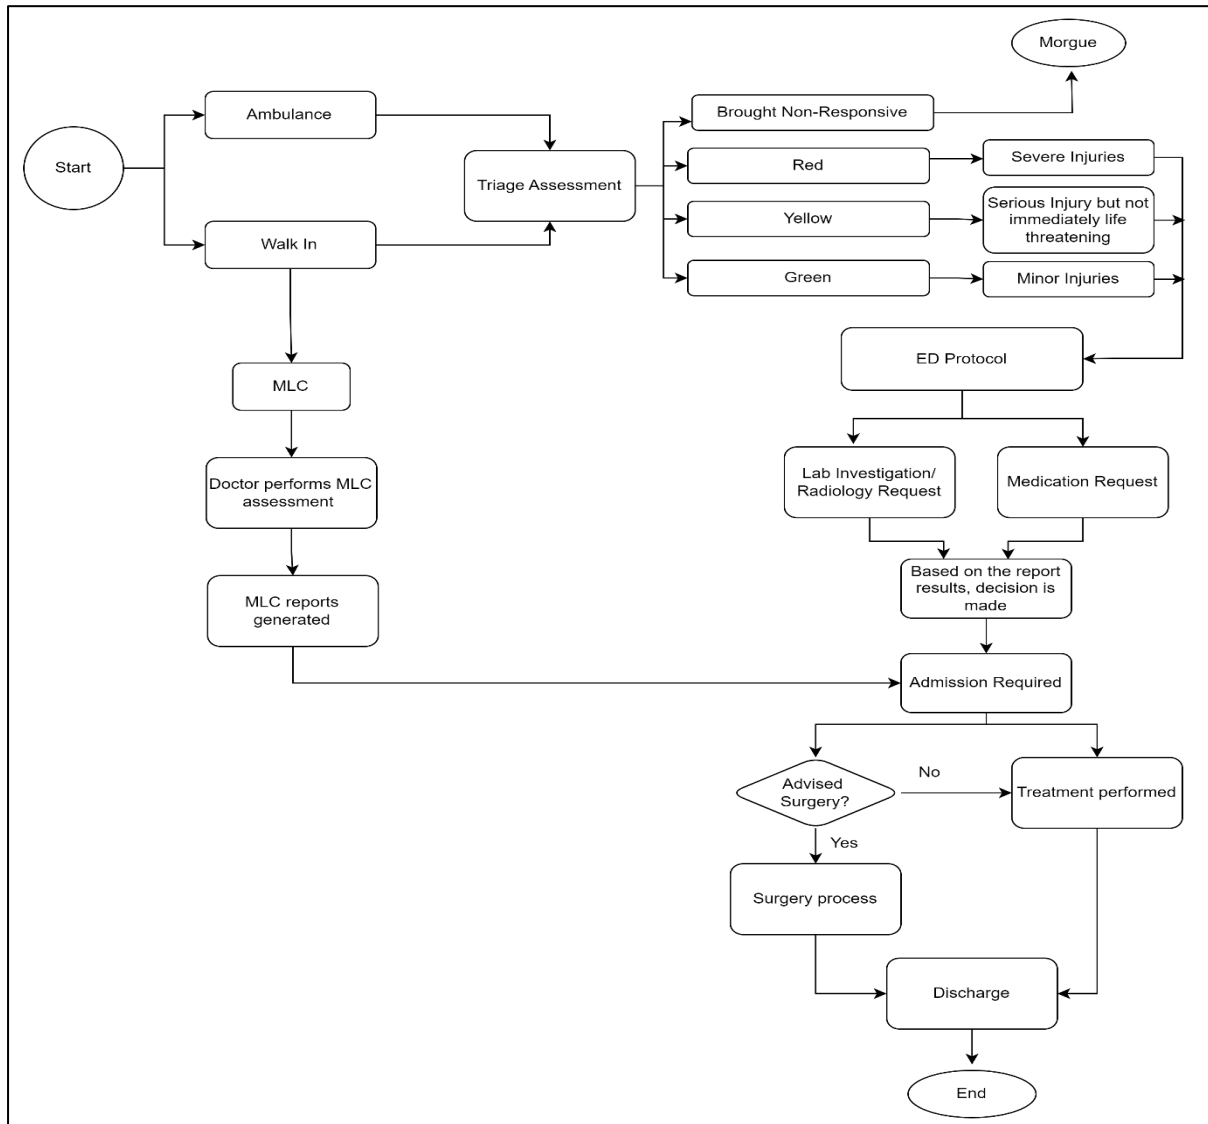 Morgue
Ambulance
Brought Non-Responsive
Start
Triage Assessment
Red
Severe Injuries
Walk In
Yellow
Serious Injury but not
immediately life
threatening
Green
Minor Injuries
ED Protocol
MLC
Doctor performs MLC
assessment
Lab Investigation/
Radiology Request
Medication Request
MLC reports
generated
Based on the report
results, decision is
made
Admission Required
Advised
Surgery?
No
Treatment performed
Yes
Surgery process
Discharge
End